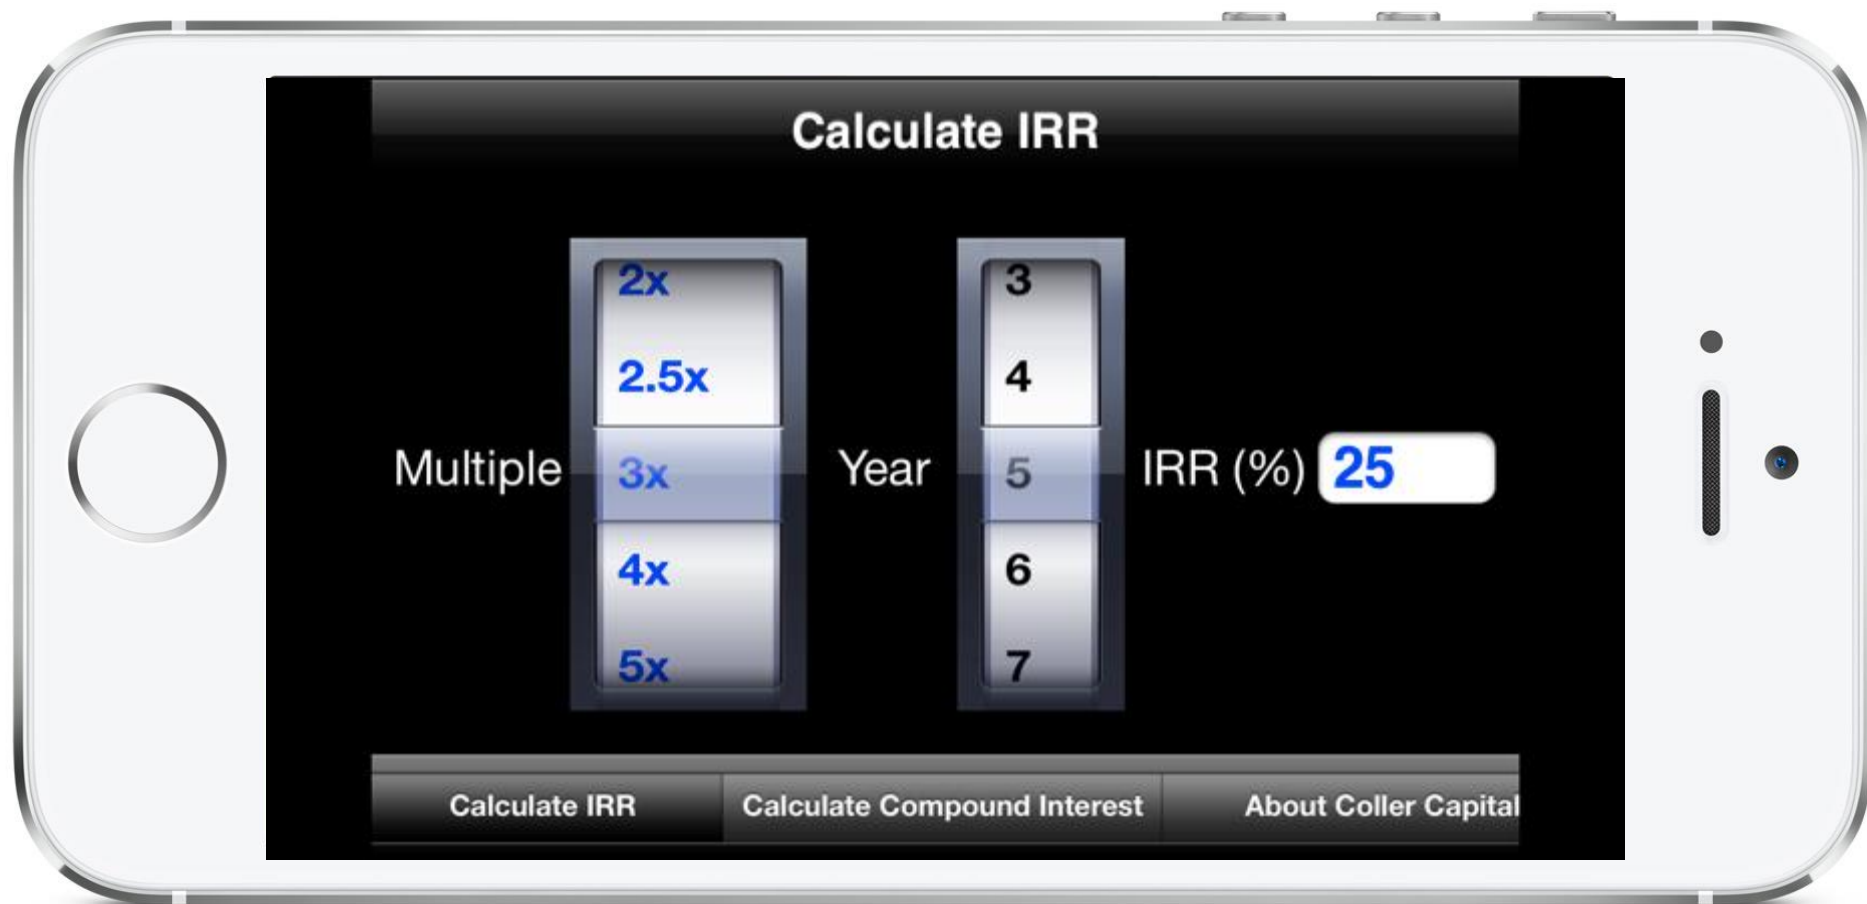 Calculate IRR
2x
2.5x
Multiple 3x
4x
5x
3
4
Year 5
6
7
IRR (%) 25
Calculate IRR
Calculate Compound Interest
About Coller Capital